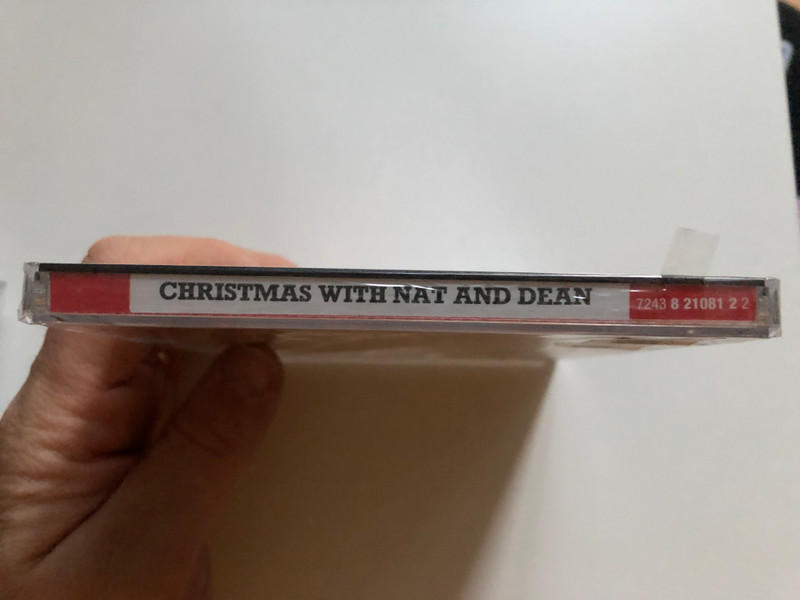 CHRISTMAS WITH NAT AND DEAN
7243 8 21081 2 2